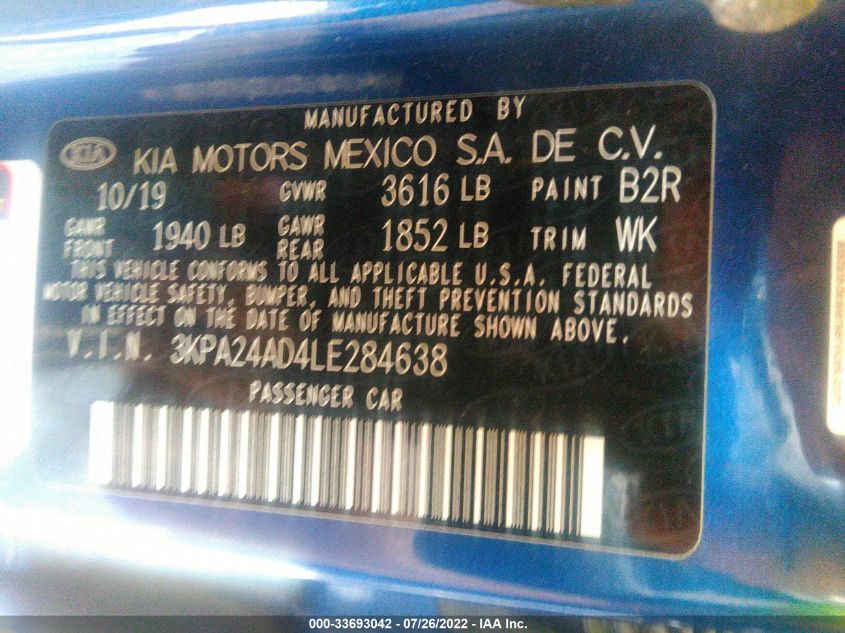 MANUFACTURED BY
KIA KIA MOTORS MEXICO S.A. DE C.V.
10/19 GVWR 3616 LB PAINT B2R
GAWR FRONT 1940 LB GAWR REAR 1852 LB TRIM WK
THIS VEHICLE CONFORMS TO ALL APPLICABLE U.S.A. FEDERAL
MOTOR VEHICLE SAFETY, BUMPER, AND THEFT PREVENTION STANDARDS
IN EFFECT ON THE DATE OF MANUFACTURE SHOWN ABOVE.
V.I.N. 3KPA24AD4LE284638
PASSENGER CAR
000-33693042 - 07/26/2022 - IAA Inc.